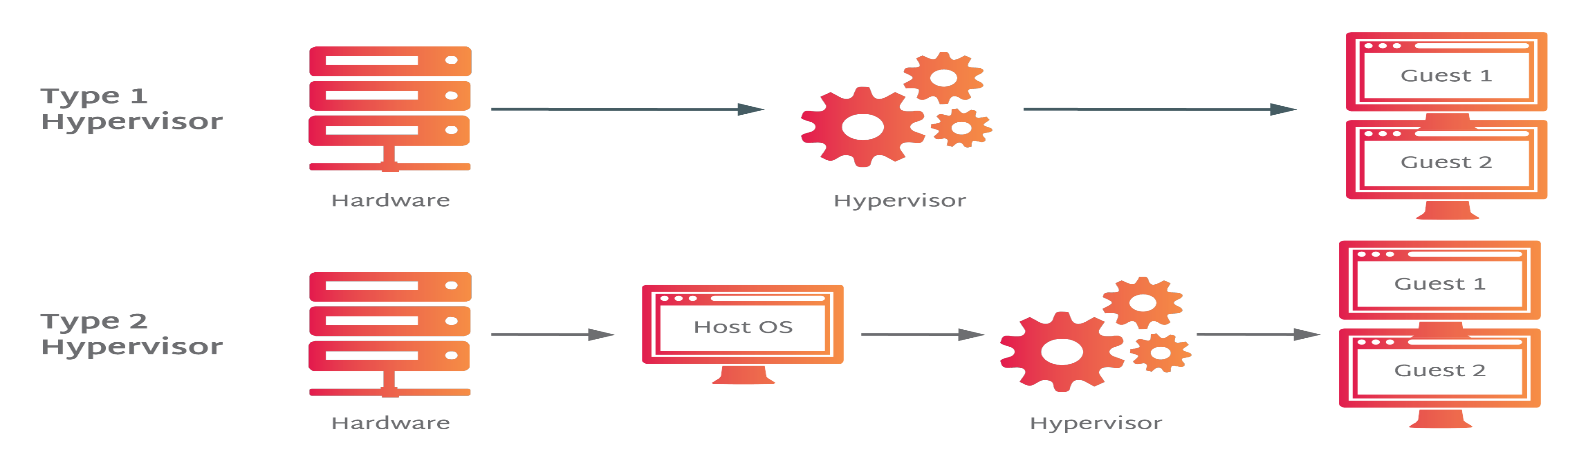 Type 1
Hypervisor
Hardware
Hypervisor
Guest 1
Guest 2
Type 2
Hypervisor
Hardware
Host OS
Hypervisor
Guest 1
Guest 2